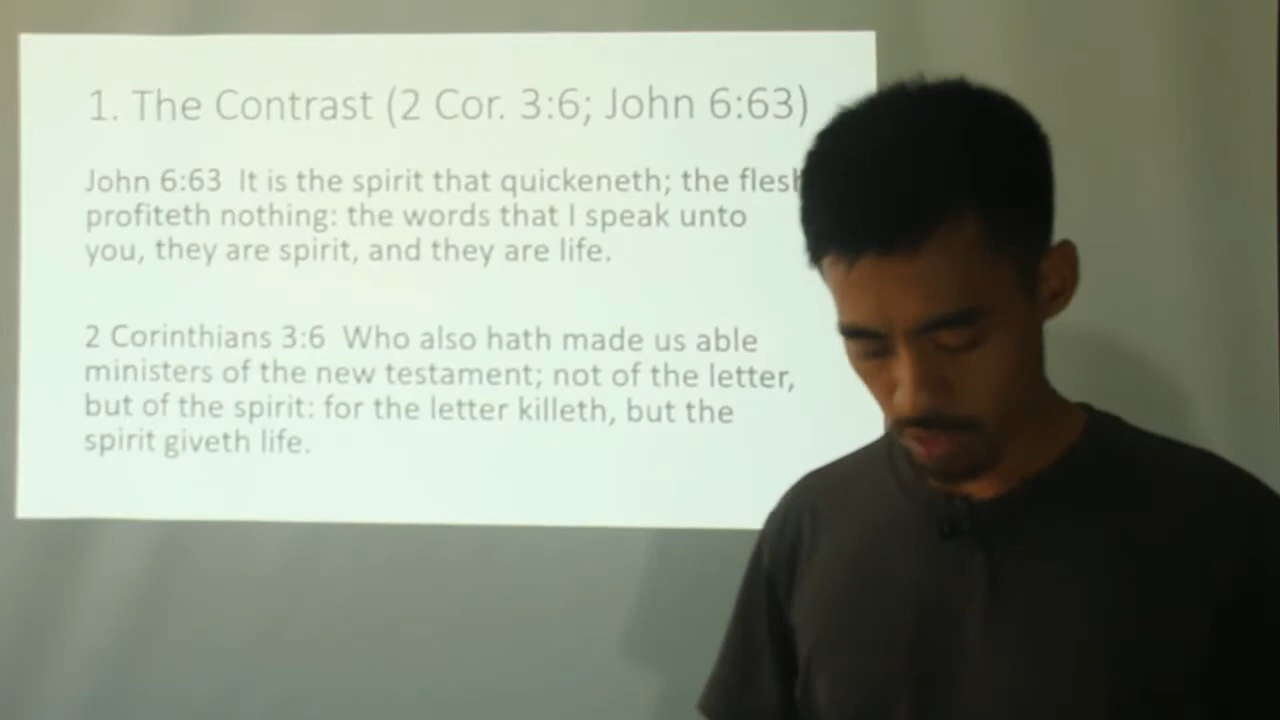 1. The Contrast (2 Cor. 3:6; John 6:63)
John 6:63 It is the spirit that quickeneth; the flesh
profiteth nothing: the words that I speak unto
you, they are spirit, and they are life.
2 Corinthians 3:6 Who also hath made us able
ministers of the new testament; not of the letter,
but of the spirit: for the letter killeth, but the
spirit giveth life.